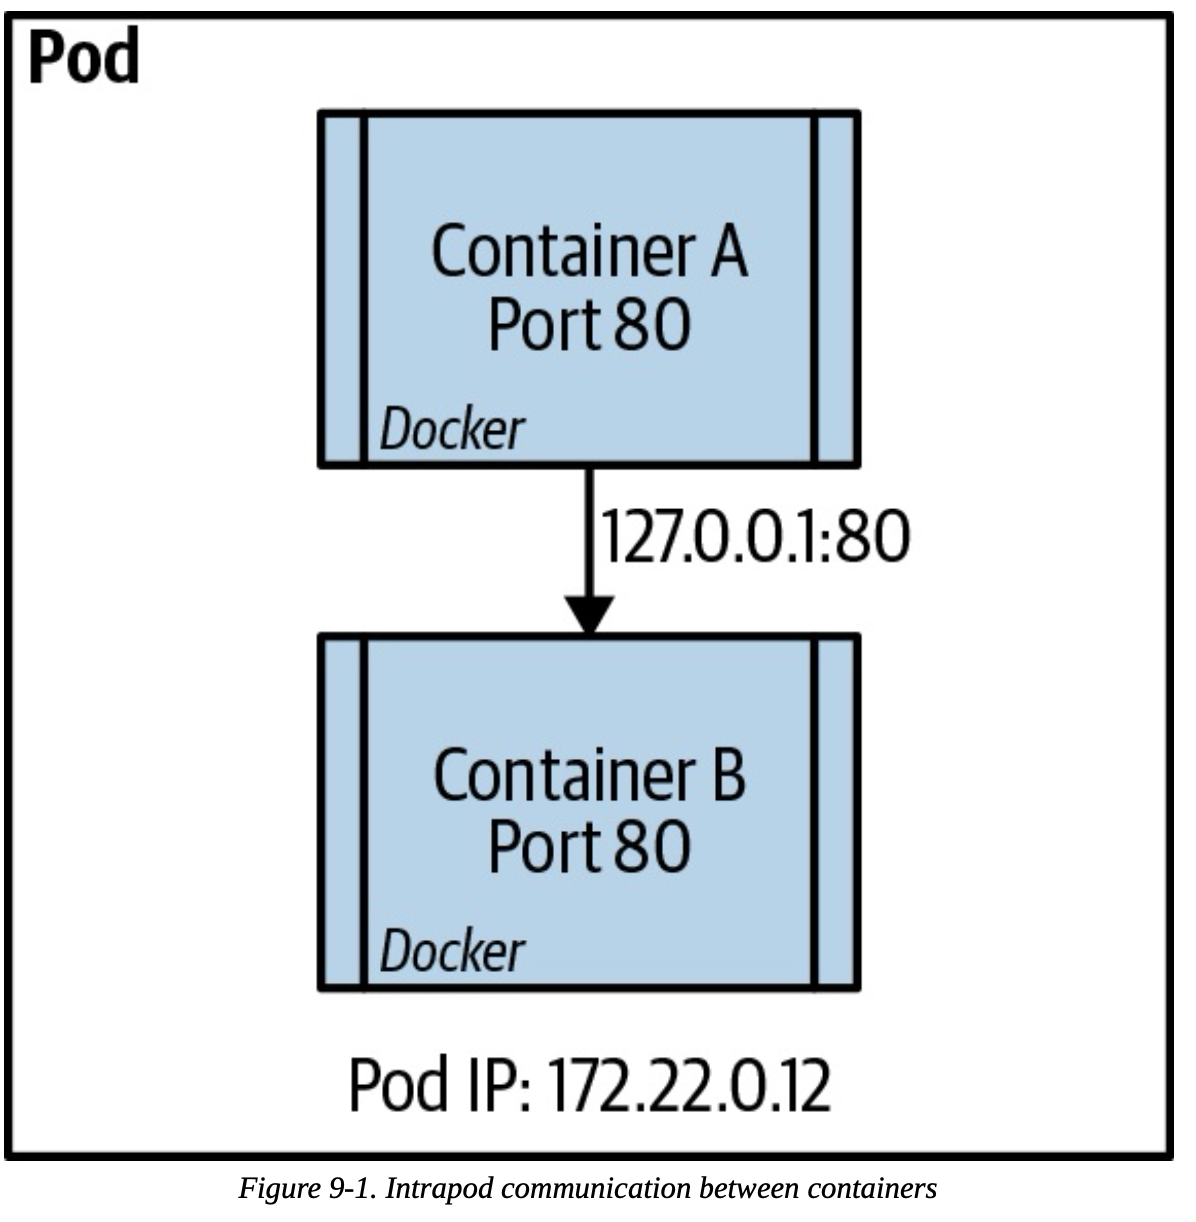 Pod
Container A
Port 80
Docker
127.0.0.1:80
Container B
Port 80
Docker
Pod IP: 172.22.0.12
Figure 9-1. Intrapod communication between containers